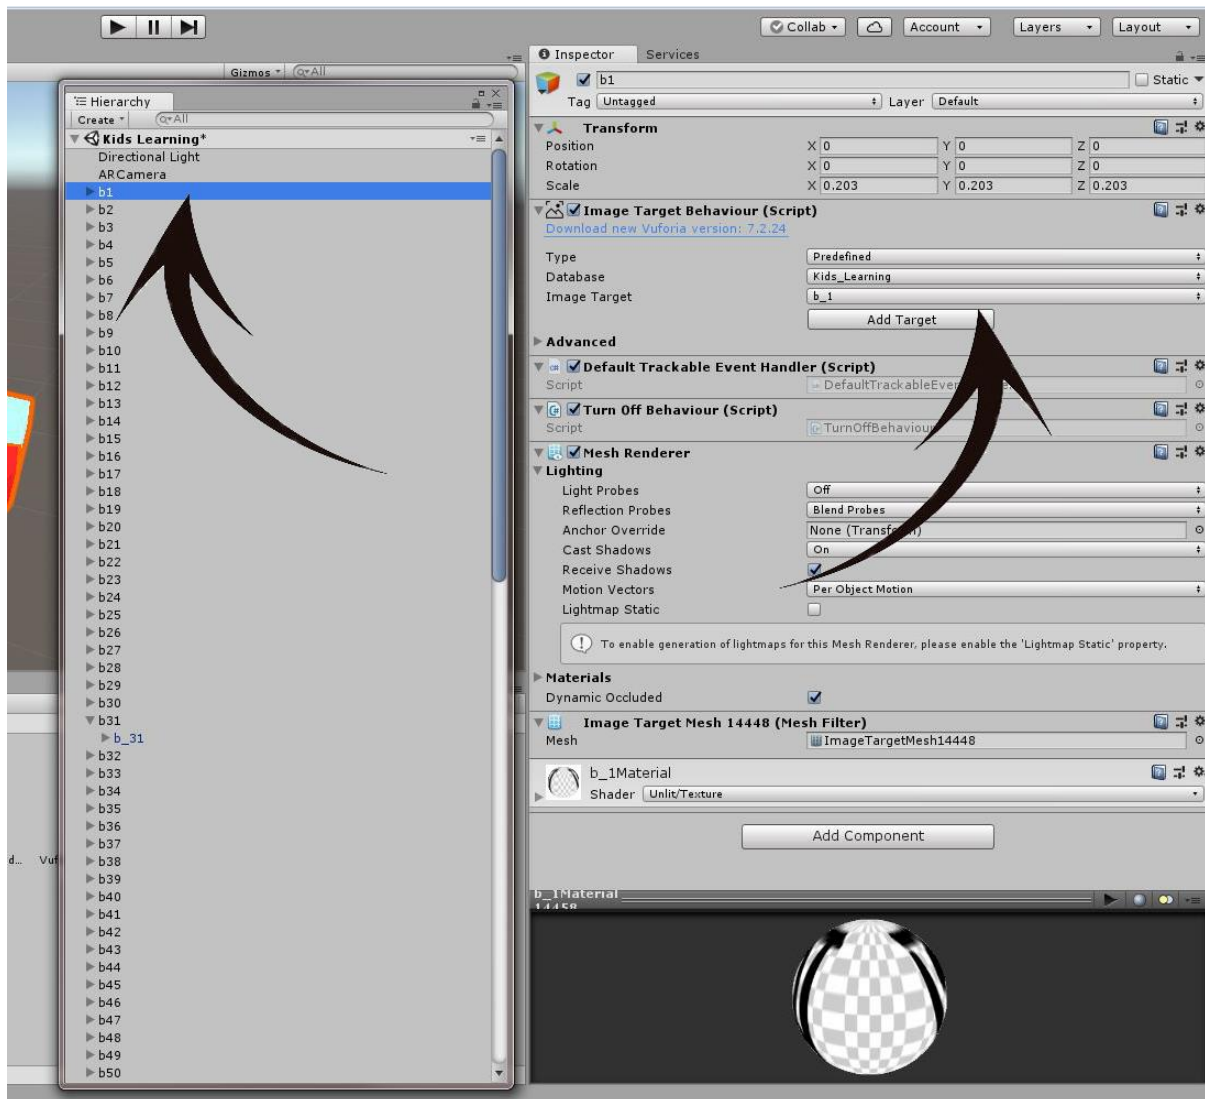 Collab
Account
Layers
Layout
Gizmos
All
Hierarchy
Create
All
Kids Learning*
Directional Light
ARCamera
b1
b2
b3
b4
b5
b6
b7
b8
b9
b10
b11
b12
b13
b14
b15
b16
b17
b18
b19
b20
b21
b22
b23
b24
b25
b26
b27
b28
b29
b30
b31
b_31
b32
b33
b34
b35
b36
b37
b38
b39
b40
b41
b42
b43
b44
b45
b46
b47
b48
b49
b50
d... Vuf
Inspector Services
b1 Static
Tag Untagged Layer Default
Transform
Position X 0 Y 0 Z 0
Rotation X 0 Y 0 Z 0
Scale X 0.203 Y 0.203 Z 0.203
Image Target Behaviour (Script)
Download new Vuforia version: 7.2.24
Type Predefined
Database Kids_Learning
Image Target b_1
Add Target
Advanced
Default Trackable Event Handler (Script)
Script DefaultTrackableEven
Turn Off Behaviour (Script)
Script TurnOffBehaviour
Mesh Renderer
Lighting
Light Probes Off
Reflection Probes Blend Probes
Anchor Override None (Transform)
Cast Shadows On
Receive Shadows
Motion Vectors Per Object Motion
Lightmap Static
To enable generation of lightmaps for this Mesh Renderer, please enable the 'Lightmap Static' property.
Materials
Dynamic Occluded
Image Target Mesh 14448 (Mesh Filter)
Mesh ImageTargetMesh14448
b_1Material
Shader Unlit/Texture
Add Component
b_1Material
14458